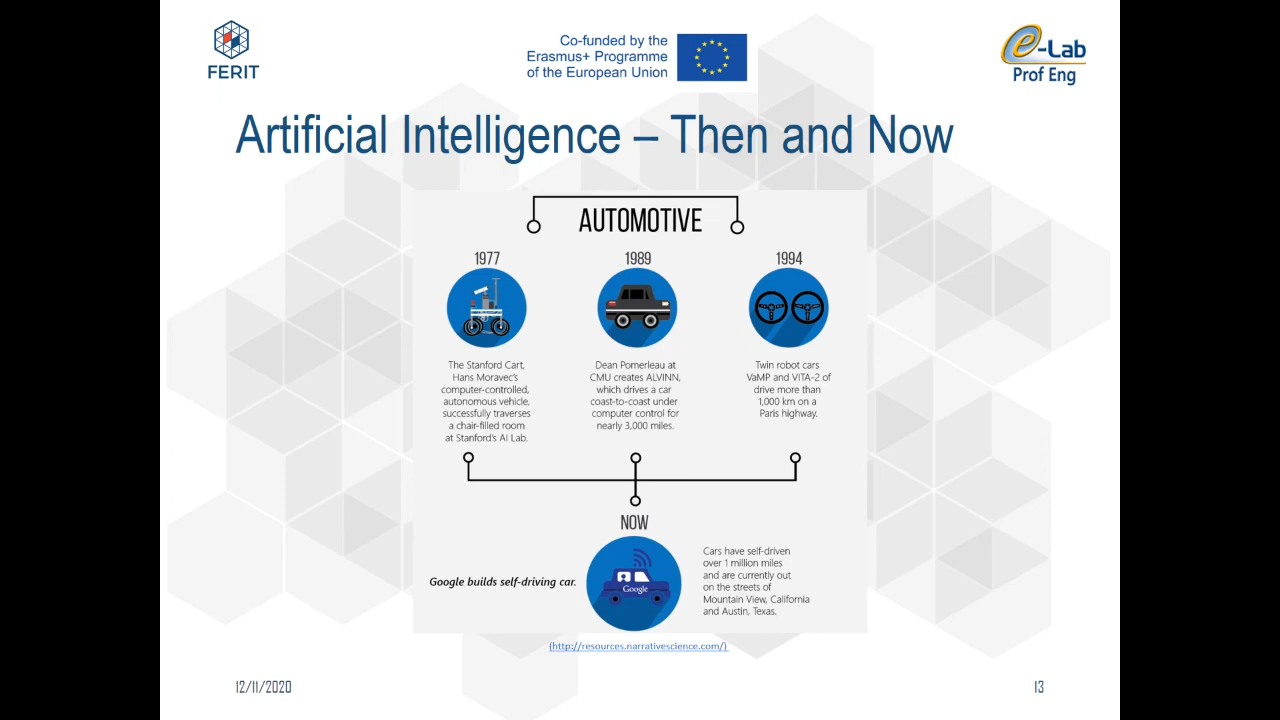 FERIT
Co-funded by the
Erasmus+ Programme
of the European Union
e-Lab
Prof Eng
Artificial Intelligence – Then and Now
AUTOMOTIVE
1977
The Stanford Cart,
Hans Moravec's
computer-controlled,
autonomous vehicle,
successfully traverses
a chair-filled room
at Stanford's AI Lab.
1989
Dean Pomerleau at
CMU creates ALVINN,
which drives a car
coast-to-coast under
computer control for
nearly 3,000 miles.
1994
Twin robot cars
VaMP and VITA-2 of
drive more than
1,000 km on a
Paris highway.
NOW
Google builds self-driving car.
Google
Cars have self-driven
over 1 million miles
and are currently out
on the streets of
Mountain View, California
and Austin, Texas.
(http://resources.narrativescience.com/)
12/11/2020
13